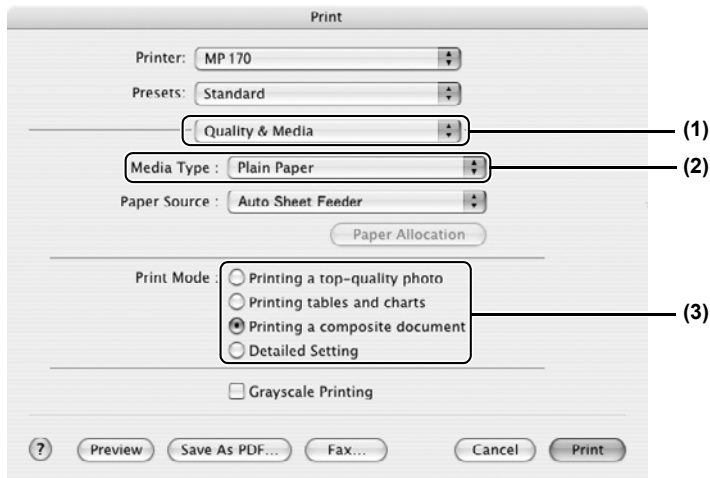 Print
Printer: MP 170
Presets: Standard
Quality & Media
(1)
Media Type : Plain Paper
(2)
Paper Source : Auto Sheet Feeder
Paper Allocation
Print Mode : Printing a top-quality photo
Printing tables and charts
Printing a composite document
(3)
Detailed Setting
Grayscale Printing
? Preview Save As PDF... Fax... Cancel Print